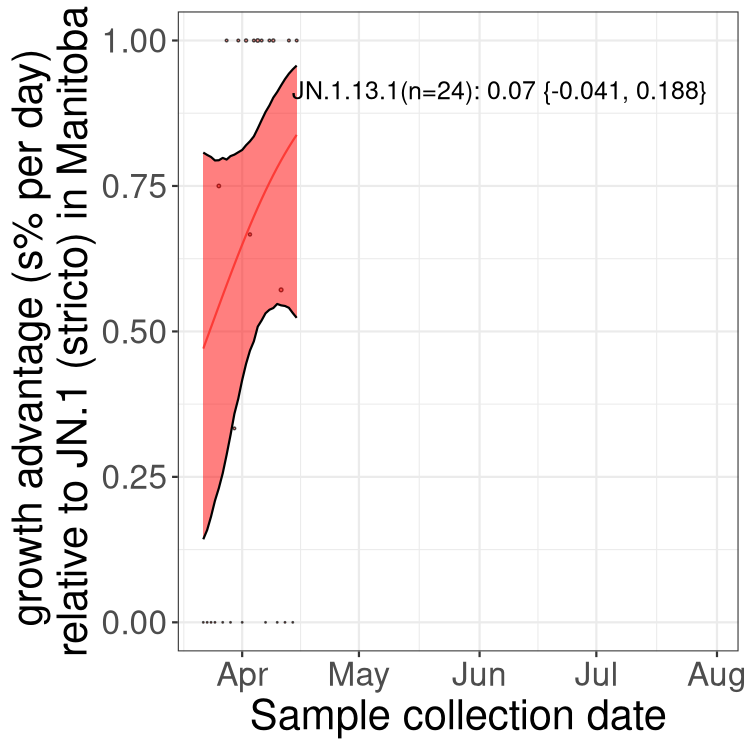 growth advantage (s% per day)
relative to JN.1 (stricto) in Manitoba
1.00
0.75
0.50
0.25
0.00
JN.1.13.1(n=24): 0.07 {-0.041, 0.188}
Apr May Jun Jul Aug
Sample collection date